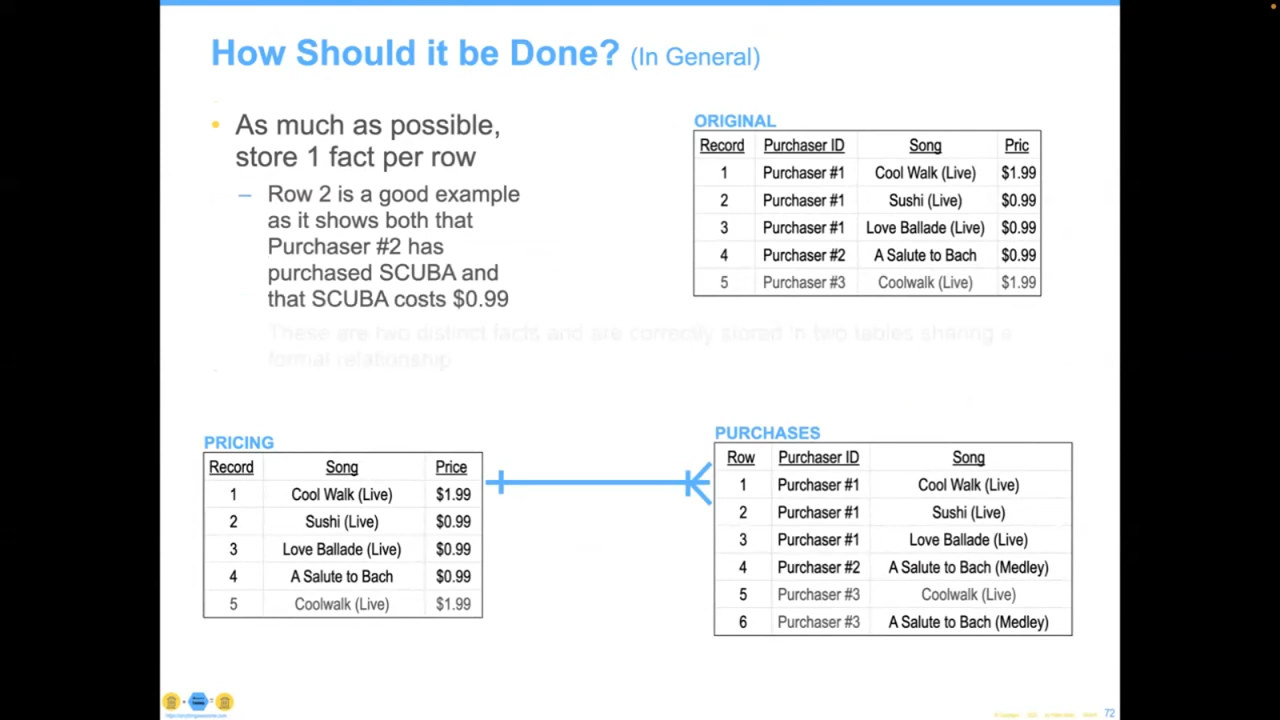 How Should it be Done? (In General)
• As much as possible,
store 1 fact per row
– Row 2 is a good example
as it shows both that
Purchaser #2 has
purchased SCUBA and
that SCUBA costs $0.99
These are two distinct facts and are correctly stored in two tables sharing a
formal relationship
ORIGINAL
Record Purchaser ID Song Pric
1 Purchaser #1 Cool Walk (Live) $1.99
2 Purchaser #1 Sushi (Live) $0.99
3 Purchaser #1 Love Ballade (Live) $0.99
4 Purchaser #2 A Salute to Bach $0.99
5 Purchaser #3 Coolwalk (Live) $1.99
PRICING
Record Song Price
1 Cool Walk (Live) $1.99
2 Sushi (Live) $0.99
3 Love Ballade (Live) $0.99
4 A Salute to Bach $0.99
5 Coolwalk (Live) $1.99
PURCHASES
Row Purchaser ID Song
1 Purchaser #1 Cool Walk (Live)
2 Purchaser #1 Sushi (Live)
3 Purchaser #1 Love Ballade (Live)
4 Purchaser #2 A Salute to Bach (Medley)
5 Purchaser #3 Coolwalk (Live)
6 Purchaser #3 A Salute to Bach (Medley)
72